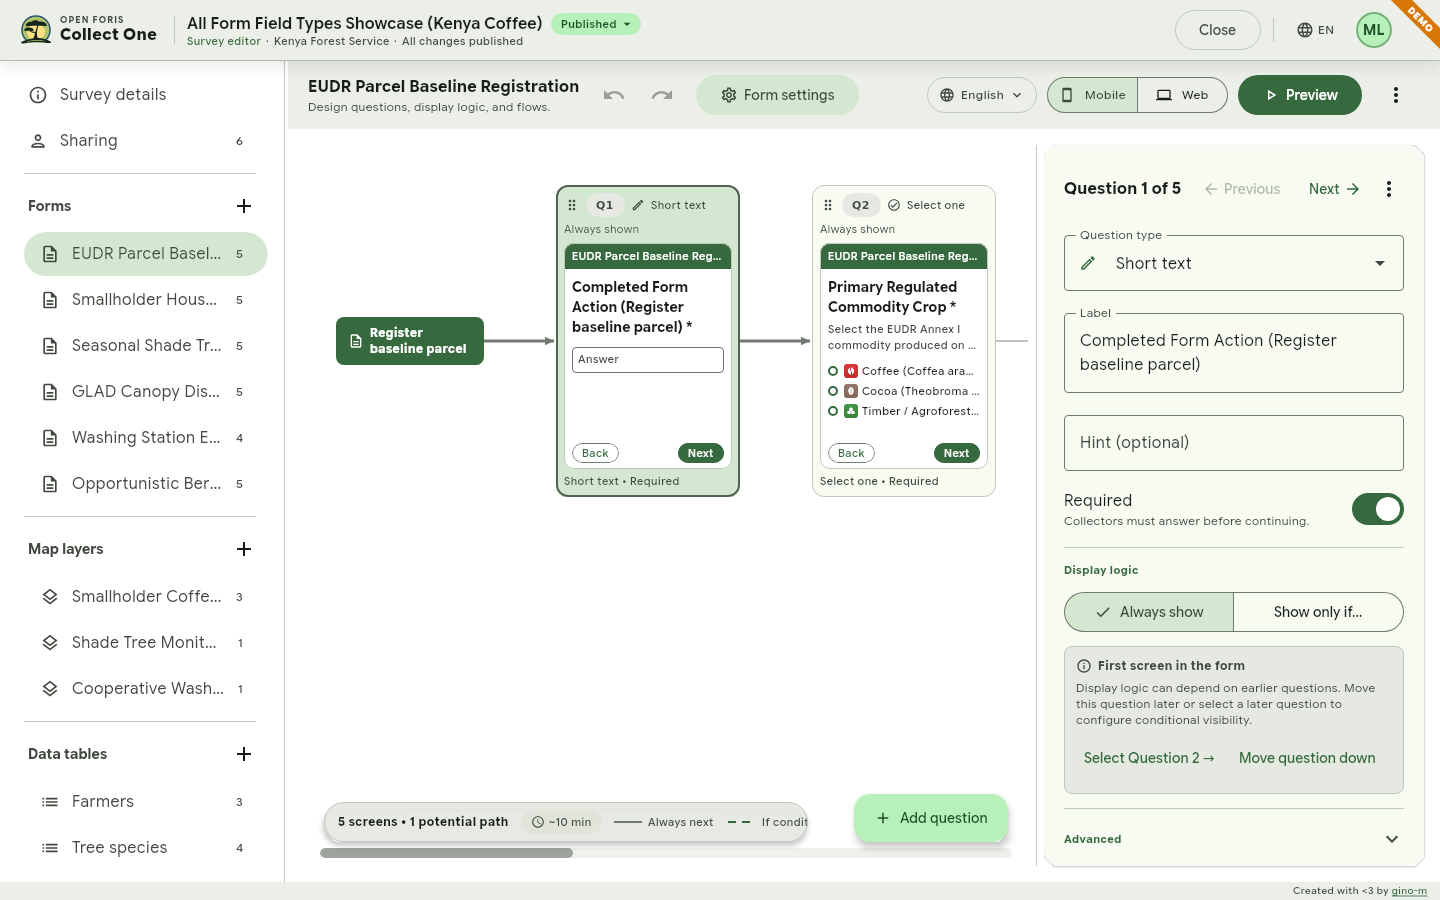 OPEN FORIS
Collect One
All Form Field Types Showcase (Kenya Coffee)
Published
Survey editor · Kenya Forest Service · All changes published
Close
EN
ML
DEMO
Survey details
Sharing 6
Forms
EUDR Parcel Basel... 5
Smallholder Hous... 5
Seasonal Shade Tr... 5
GLAD Canopy Dis... 5
Washing Station E... 4
Opportunistic Ber... 5
Map layers
Smallholder Coffe... 3
Shade Tree Monit... 1
Cooperative Wash... 1
Data tables
Farmers 3
Tree species 4
EUDR Parcel Baseline Registration
Design questions, display logic, and flows.
Form settings
English
Mobile
Web
Preview
Register
baseline parcel
Q1 Short text
Always shown
EUDR Parcel Baseline Reg...
Completed Form
Action (Register
baseline parcel) *
Answer
Back Next
Short text • Required
Q2 Select one
Always shown
EUDR Parcel Baseline Reg...
Primary Regulated
Commodity Crop *
Select the EUDR Annex I
commodity produced on ...
Coffee (Coffea ara...
Cocoa (Theobroma ...
Timber / Agroforest...
Back Next
Select one • Required
5 screens • 1 potential path
~10 min
Always next
If condit
Add question
Question 1 of 5
Previous
Next
Question type
Short text
Label
Completed Form Action (Register
baseline parcel)
Hint (optional)
Required
Collectors must answer before continuing.
Display logic
Always show
Show only if...
First screen in the form
Display logic can depend on earlier questions. Move
this question later or select a later question to
configure conditional visibility.
Select Question 2 →
Move question down
Advanced
Created with <3 by gino-m